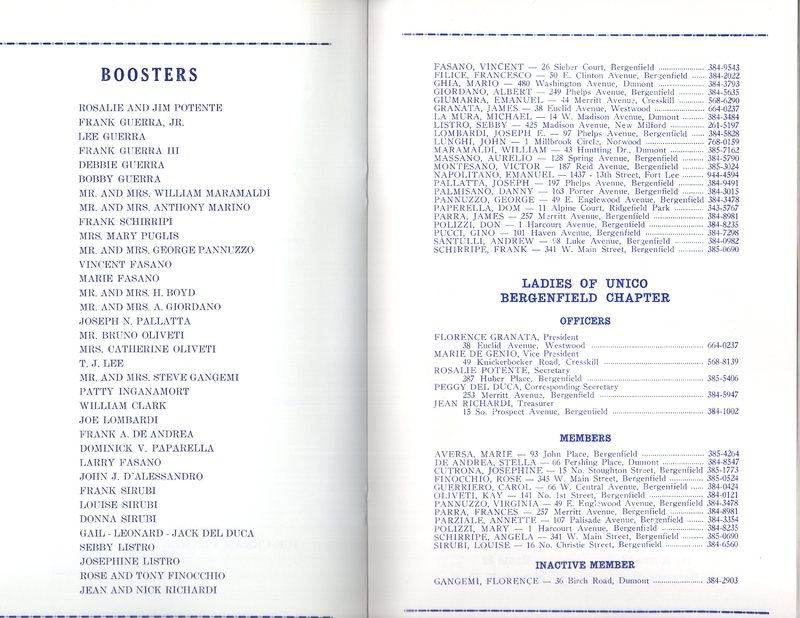 BOOSTERS
ROSALIE AND JIM POTENTE
FRANK GUERRA, JR.
LEE GUERRA
FRANK GUERRA III
DEBBIE GUERRA
BOBBY GUERRA
MR. AND MRS. WILLIAM MARAMALDI
MR. AND MRS. ANTHONY MARINO
FRANK SCHIRRIPI
MRS. MARY PUGLIS
MR. AND MRS. GEORGE PANNUZZO
VINCENT FASANO
MARIE FASANO
MR. AND MRS. H. BOYD
MR. AND MRS. A. GIORDANO
JOSEPH N. PALLATTA
MR. BRUNO OLIVETI
MRS. CATHERINE OLIVETI
T. J. LEE
MR. AND MRS. STEVE GANGEMI
PATTY INGANAMORT
WILLIAM CLARK
JOE LOMBARDI
FRANK A. DE ANDREA
DOMINICK V. PAPARELLA
LARRY FASANO
JOHN J. D'ALESSANDRO
FRANK SIRUBI
LOUISE SIRUBI
DONNA SIRUBI
GAIL - LEONARD - JACK DEL DUCA
SEBBY LISTRO
JOSEPHINE LISTRO
ROSE AND TONY FINOCCHIO
JEAN AND NICK RICHARDI
FASANO, VINCENT — 26 Sieber Court, Bergenfield ........ 384-9543
FILICE, FRANCESCO — 50 E. Clinton Avenue, Bergenfield ..... 384-2022
GHIA, MARIO — 480 Washington Avenue, Dumont ........ 384-3793
GIORDANO, ALBERT — 249 Phelps Avenue, Bergenfield ........ 384-5635
GIUMARRA, EMANUEL — 44 Merritt Avenue, Cresskill ........ 568-6290
GRANATA, JAMES — 38 Euclid Avenue, Westwood ........ 664-0237
LA MURA, MICHAEL — 14 W. Madison Avenue, Dumont ........ 384-3484
LISTRO, SEBBY — 425 Madison Avenue, New Milford ........ 261-5197
LOMBARDI, JOSEPH E. — 97 Phelps Avenue, Bergenfield ........ 384-5828
LUNGHI, JOHN — 1 Millbrook Circle, Norwood ........ 768-0159
MARAMALDI, WILLIAM — 43 Hunting Dr., Dumont ........ 385-7162
MASSANO, AURELIO — 128 Spring Avenue, Bergenfield ........ 384-5790
MONTESANO, VICTOR — 187 Reid Avenue, Bergenfield ........ 385-3024
NAPOLITANO, EMANUEL — 1437 - 13th Street, Fort Lee ........ 944-4594
PALLATTA, JOSEPH — 197 Phelps Avenue, Bergenfield ........ 384-9491
PALMISANO, DANNY — 163 Porter Avenue, Bergenfield ........ 384-3015
PANNUZZO, GEORGE — 49 E. Englewood Avenue, Bergenfield 384-3478
PAPERELLA, DOM — 11 Alpine Court, Ridgefield Park ........ 343-5767
PARRA, JAMES — 257 Merritt Avenue, Bergenfield ........ 384-8981
POLIZZI, DON — 1 Harcourt Avenue, Bergenfield ........ 384-8235
PUCCI, GINO — 101 Haven Avenue, Bergenfield ........ 384-7298
SANTULLI, ANDREW — 98 Luke Avenue, Bergenfield ........ 384-0982
SCHIRRIPE, FRANK — 341 W. Main Street, Bergenfield ........ 385-0690
LADIES OF UNICO
BERGENFIELD CHAPTER
OFFICERS
FLORENCE GRANATA, President
38 Euclid Avenue, Westwood ........ 664-0237
MARIE DE GENIO, Vice President
49 Knickerbocker Road, Cresskill ........ 568-8139
ROSALIE POTENTE, Secretary
287 Huber Place, Bergenfield ........ 385-5406
PEGGY DEL DUCA, Corresponding Secretary
253 Merritt Avenue, Bergenfield ........ 384-5947
JEAN RICHARDI, Treasurer
15 So. Prospect Avenue, Bergenfield ........ 384-1002
MEMBERS
AVERSA, MARIE — 93 John Place, Bergenfield ........ 385-4264
DE ANDREA, STELLA — 66 Pershing Place, Dumont ........ 384-8547
CUTRONA, JOSEPHINE — 15 No. Stoughton Street, Bergenfield 385-1773
FINOCCHIO, ROSE — 345 W. Main Street, Bergenfield ........ 385-0524
GUERRIERO, CAROL — 66 W. Central Avenue, Bergenfield ........ 384-0424
OLIVETI, KAY — 141 No. 1st Street, Bergenfield ........ 384-0121
PANNUZZO, VIRGINIA — 49 E. Englewood Avenue, Bergenfield 384-3478
PARRA, FRANCES — 257 Merritt Avenue, Bergenfield ........ 384-8981
PARZIALE, ANNETTE — 107 Palisade Avenue, Bergenfield ........ 384-3354
POLIZZI, MARY — 1 Harcourt Avenue, Bergenfield ........ 384-8235
SCHIRRIPE, ANGELA — 341 W. Main Street, Bergenfield ........ 385-0690
SIRUBI, LOUISE — 16 No. Christie Street, Bergenfield ........ 384-6560
INACTIVE MEMBER
GANGEMI, FLORENCE — 36 Birch Road, Dumont ........ 384-2903